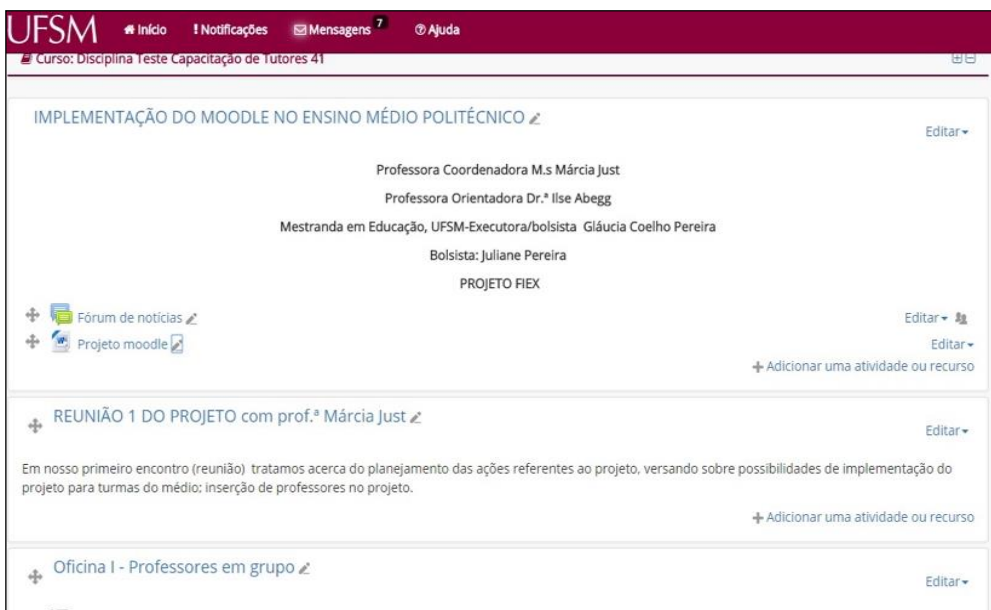 UFSM Início Notificações Mensagens 7 Ajuda
Curso: Disciplina Teste Capacitação de Tutores 41
IMPLEMENTAÇÃO DO MOODLE NO ENSINO MÉDIO POLITÉCNICO
Editar
Professora Coordenadora M.s Márcia Just
Professora Orientadora Dr.ª Ilse Abegg
Mestranda em Educação, UFSM-Executora/bolsista Gláucia Coelho Pereira
Bolsista: Juliane Pereira
PROJETO FIEX
Fórum de notícias Editar
Projeto moodle Editar
Adicionar uma atividade ou recurso
REUNIÃO 1 DO PROJETO com prof.ª Márcia Just
Editar
Em nosso primeiro encontro (reunião) tratamos acerca do planejamento das ações referentes ao projeto, versando sobre possibilidades de implementação do
projeto para turmas do médio; inserção de professores no projeto.
Adicionar uma atividade ou recurso
Oficina I - Professores em grupo
Editar